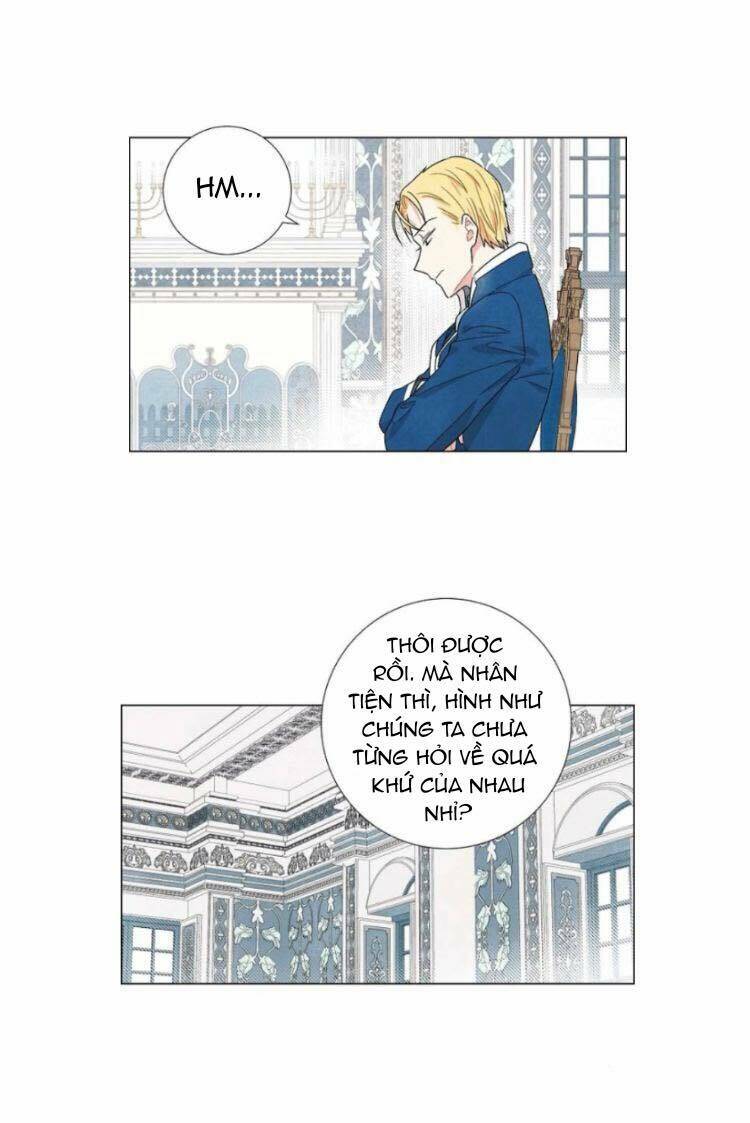 HM...
THÔI ĐƯỢC
RỒI. MÀ NHÂN
TIỆN THÌ, HÌNH NHƯ
CHÚNG TA CHƯA
TỪNG HỎI VỀ QUÁ
KHỨ CỦA NHAU
NHỈ?